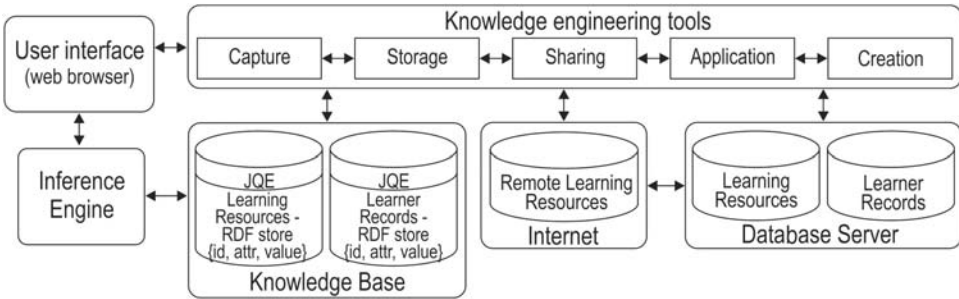 Knowledge engineering tools
User interface
(web browser)
Capture
Storage
Sharing
Application
Creation
Inference
Engine
JQE
Learning
Resources -
RDF store
{id, attr, value}
JQE
Learner
Records -
RDF store
{id, attr, value}
Knowledge Base
Remote Learning
Resources
Internet
Learning
Resources
Learner
Records
Database Server